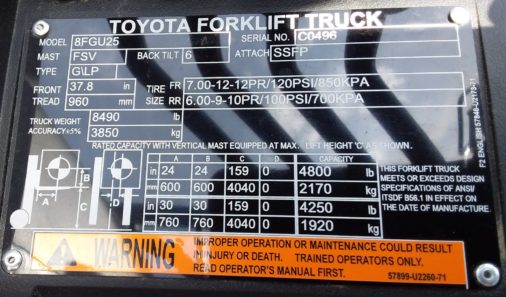 TOYOTA FORKLIFT TRUCK
MODEL 8FGU25 SERIAL NO. C0496
MAST FSV BACK TILT 6 ATTACH SSFP
TYPE G\LP
FRONT TREAD 37.8 in 960 mm
TIRE SIZE FR 7.00-12-12PR/120PSI/850KPA
RR 6.00-9-10PR/100PSI/700KPA
TRUCK WEIGHT 8490 lb
ACCURACY±5% 3850 kg
RATED CAPACITY WITH VERTICAL MAST EQUIPPED AT MAX. LIFT HEIGHT 'C' AS SHOWN.
A B C D CAPACITY
in 24 24 159 0 4800 lb
mm 600 600 4040 0 2170 kg
in 30 30 159 0 4250 lb
mm 760 760 4040 0 1920 kg
A B C D
THIS FORKLIFT TRUCK
MEETS OR EXCEEDS DESIGN
SPECIFICATIONS OF ANSI/
ITSDF B56.1 IN EFFECT ON
THE DATE OF MANUFACTURE.
F2 ENGLISH 57848-U2173-71
WARNING
IMPROPER OPERATION OR MAINTENANCE COULD RESULT
IN INJURY OR DEATH. TRAINED OPERATORS ONLY.
READ OPERATOR'S MANUAL FIRST. 57899-U2260-71